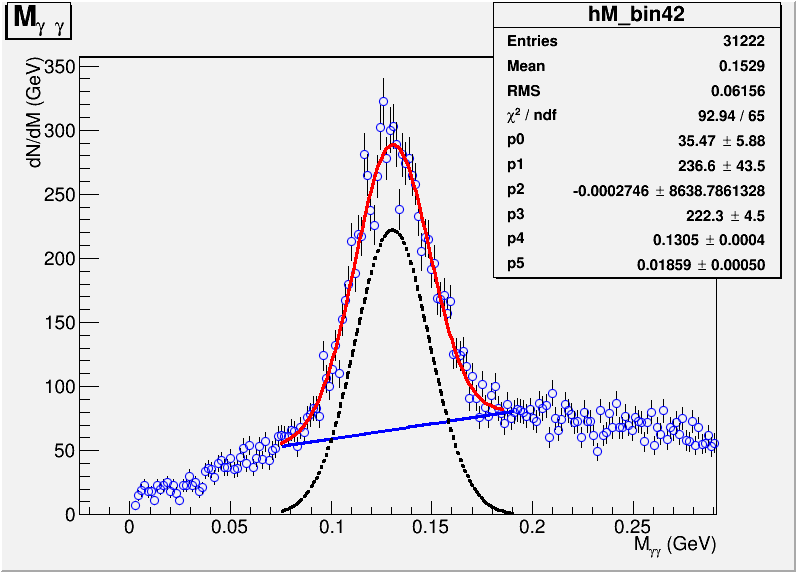 Mγ γ
hM_bin42
Entries 31222
Mean 0.1529
RMS 0.06156
χ² / ndf 92.94 / 65
p0 35.47 ± 5.88
p1 236.6 ± 43.5
p2 -0.0002746 ± 8638.7861328
p3 222.3 ± 4.5
p4 0.1305 ± 0.0004
p5 0.01859 ± 0.00050
dN/dM (GeV)
350
300
250
200
150
100
50
0
0 0.05 0.1 0.15 0.2 0.25
Mγγ (GeV)